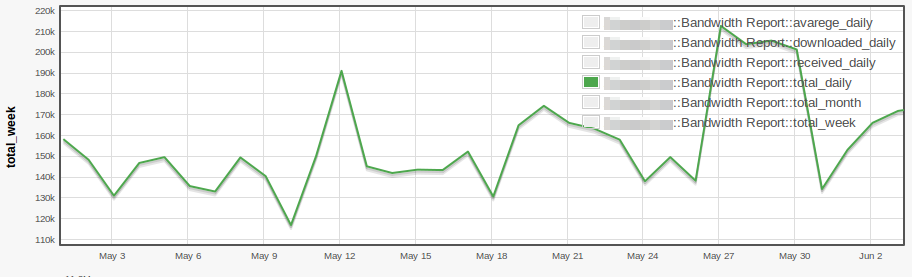 220k
210k
200k
190k
180k
170k
160k
150k
140k
130k
120k
110k
total_week
::Bandwidth Report::avarege_daily
::Bandwidth Report::downloaded_daily
::Bandwidth Report::received_daily
::Bandwidth Report::total_daily
::Bandwidth Report::total_month
::Bandwidth Report::total_week
May 3 May 6 May 9 May 12 May 15 May 18 May 21 May 24 May 27 May 30 Jun 2